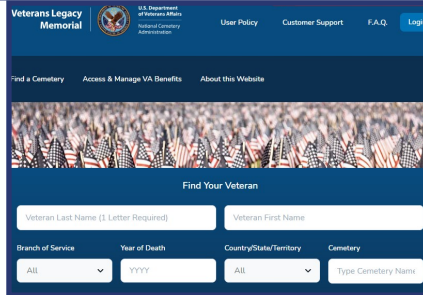 Veterans Legacy
Memorial
U.S. Department
of Veterans Affairs
National Cemetery
Administration
User Policy Customer Support F.A.Q. Logi
Find a Cemetery Access & Manage VA Benefits About this Website
Find Your Veteran
Veteran Last Name (1 Letter Required) Veteran First Name
Branch of Service Year of Death Country/State/Territory Cemetery
All YYYY All Type Cemetery Name